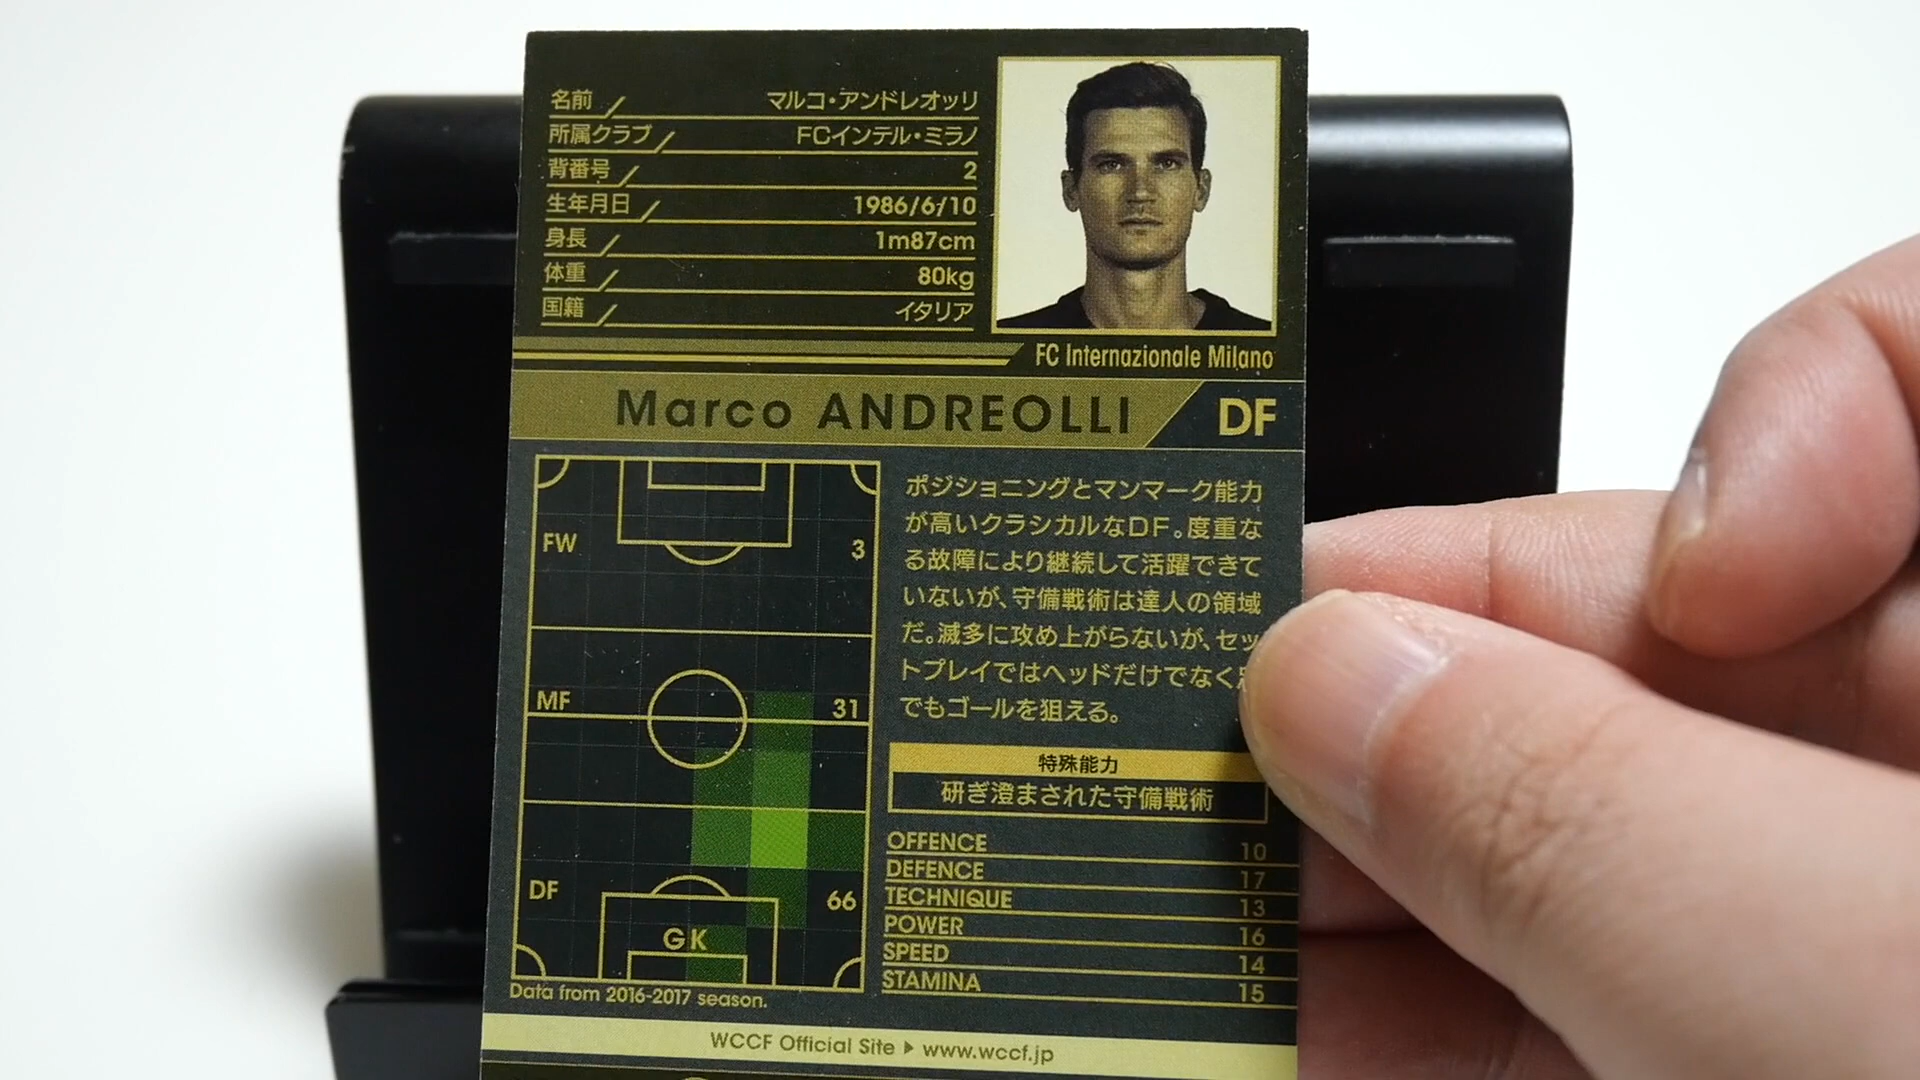 名前 マルコ・アンドレオッリ
所属クラブ FCインテル・ミラノ
背番号 2
生年月日 1986/6/10
身長 1m87cm
体重 80kg
国籍 イタリア
FC Internazionale Milano
Marco ANDREOLLI DF
FW 3
MF 31
DF 66
GK
Data from 2016-2017 season.
ポジショニングとマンマーク能力
が高いクラシカルなDF。度重な
る故障により継続して活躍できて
いないが、守備戦術は達人の領域
だ。滅多に攻め上がらないが、セッ
トプレイではヘッドだけでなく
でもゴールを狙える。
特殊能力
研ぎ澄まされた守備戦術
OFFENCE 10
DEFENCE 17
TECHNIQUE 13
POWER 16
SPEED 14
STAMINA 15
WCCF Official Site ▶ www.wccf.jp